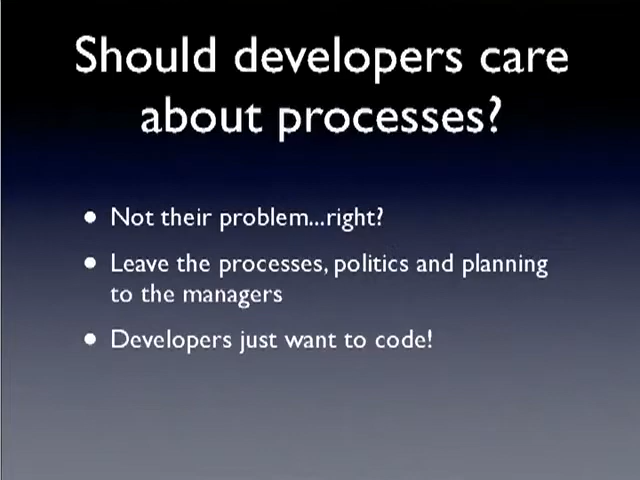 Should developers care
about processes?
• Not their problem...right?
• Leave the processes, politics and planning
to the managers
• Developers just want to code!